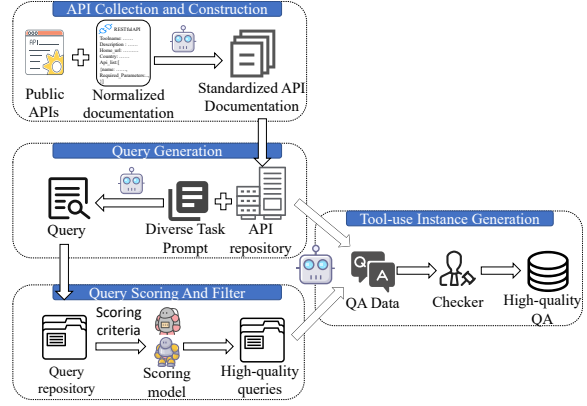 API Collection and Construction
API
RESTfulAPI
Toolname: ......
Description : ......
Home_url: ..........
Country: ......
Api_list:[
{name: ......
Required_Parameters:...
}]
Public
APIs
Normalized
documentation
Standardized API
Documentation
Query Generation
Query
Diverse Task
Prompt
API
repository
Tool-use Instance Generation
Q
A
QA Data
Checker
High-quality
QA
Query Scoring And Filter
Scoring
criteria
Query
repository
Scoring
model
High-quality
queries